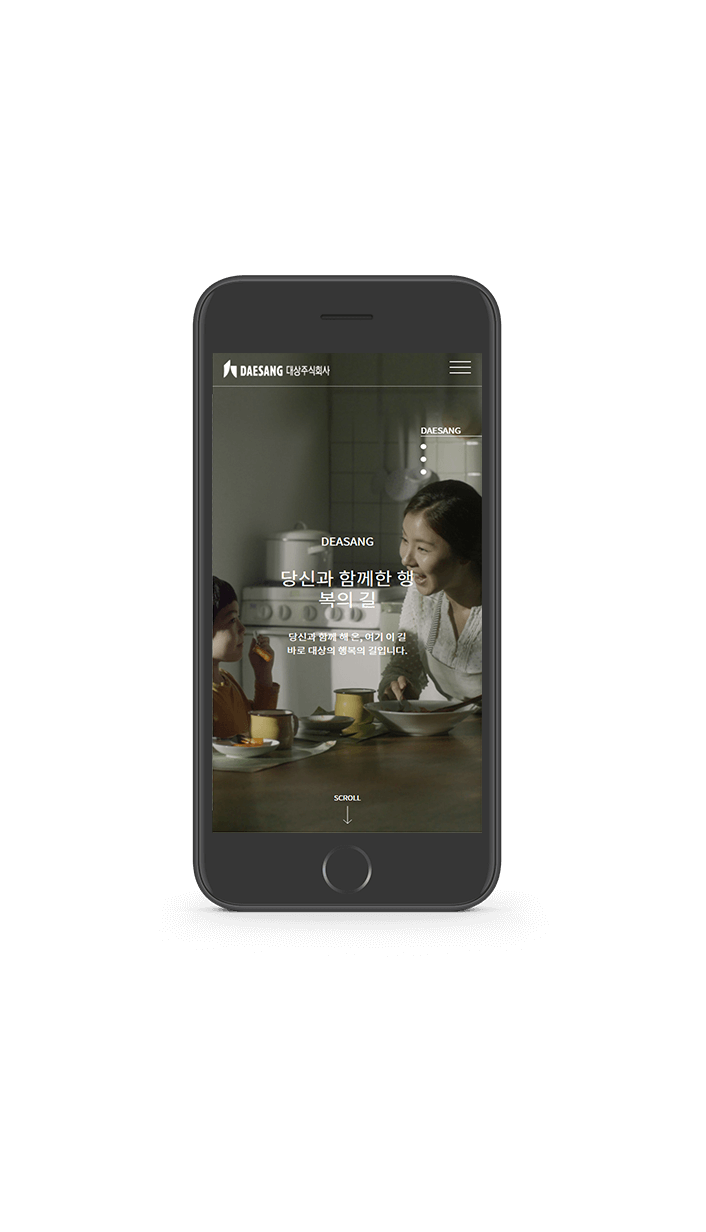 DAESANG 대상주식회사
DAESANG
DEASANG
당신과 함께한 행
복의 길
당신과 함께 해 온, 여기 이 길
바로 대상의 행복의 길입니다.
SCROLL